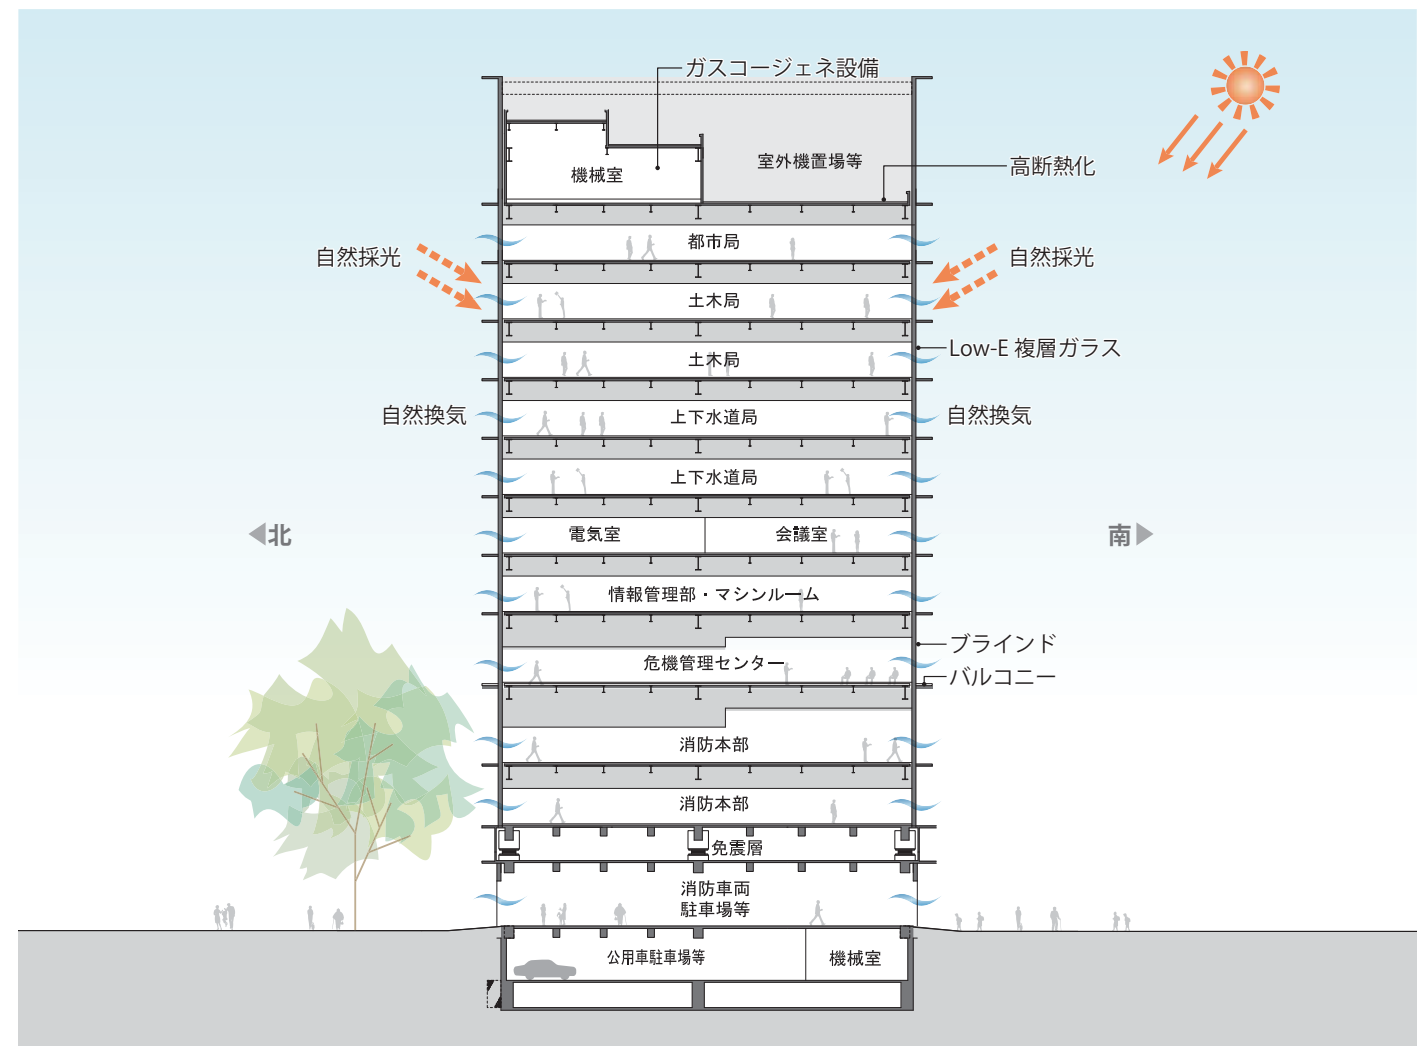 ガスコージェネ設備
室外機置場等
高断熱化
機械室
都市局
自然採光
自然採光
土木局
Low-E 複層ガラス
土木局
自然換気
上下水道局
自然換気
上下水道局
北
電気室
会議室
南
情報管理部・マシンルーム
ブラインド
危機管理センター
バルコニー
消防本部
消防本部
免震層
消防車両
駐車場等
公用車駐車場等
機械室